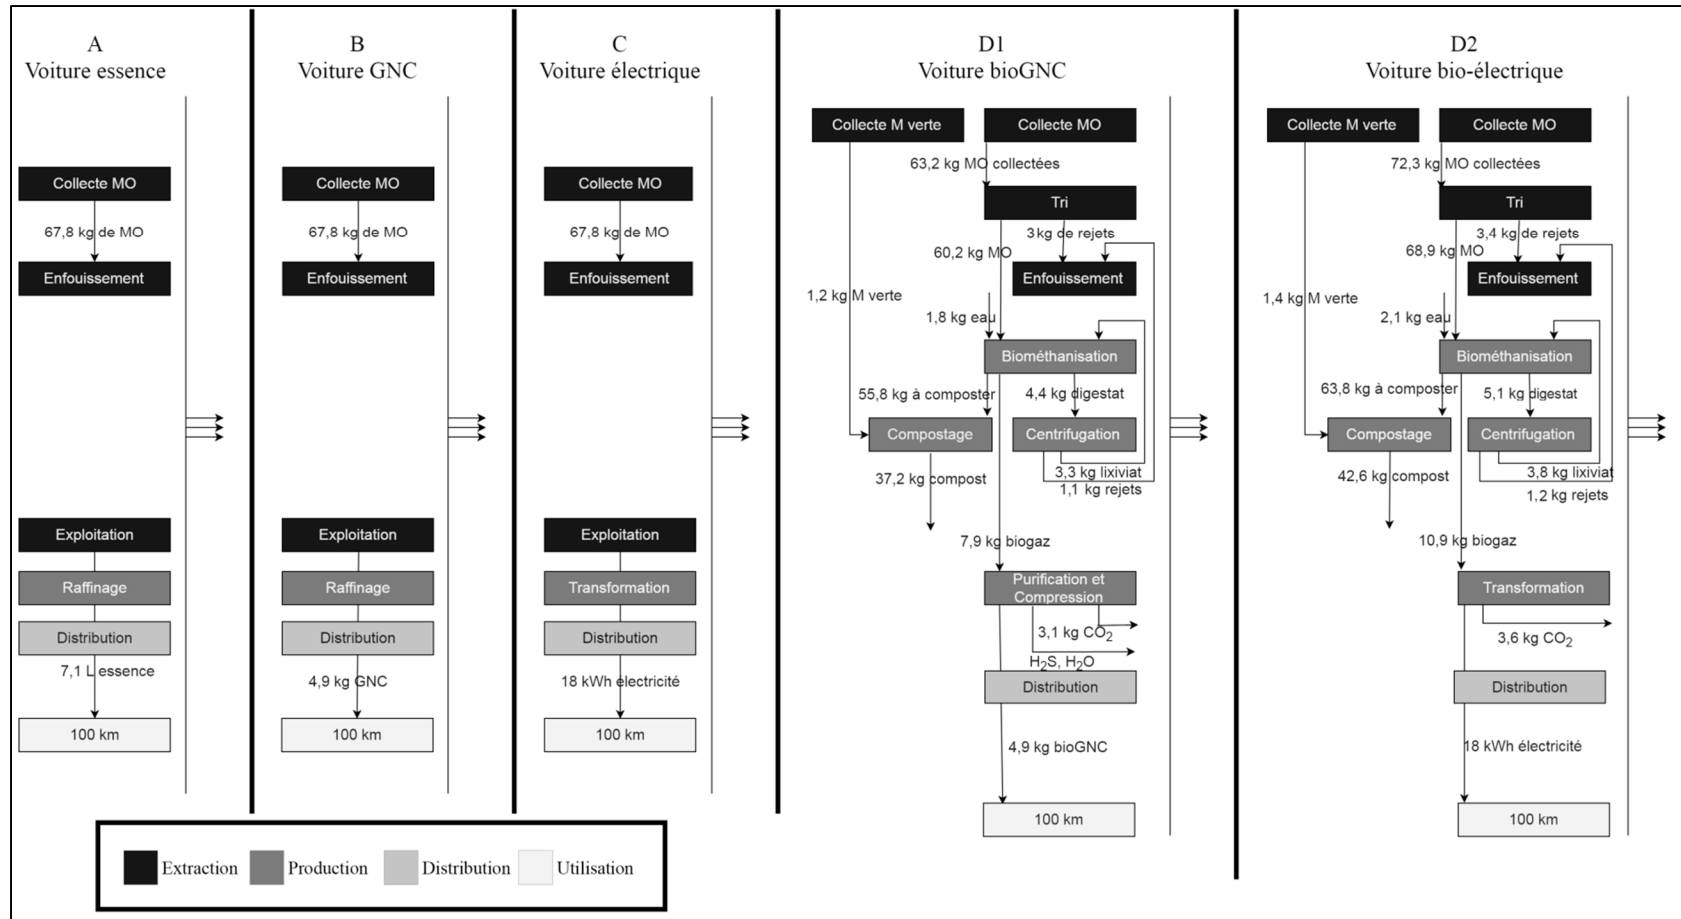 A
Voiture essence
Collecte MO
67,8 kg de MO
Enfouissement
Exploitation
Raffinage
Distribution
7,1 L essence
100 km
B
Voiture GNC
Collecte MO
67,8 kg de MO
Enfouissement
Exploitation
Raffinage
Distribution
4,9 kg GNC
100 km
C
Voiture électrique
Collecte MO
67,8 kg de MO
Enfouissement
Exploitation
Transformation
Distribution
18 kWh électricité
100 km
D1
Voiture bioGNC
Collecte M verte
Collecte MO
63,2 kg MO collectées
Tri
3 kg de rejets
60,2 kg MO
Enfouissement
1,2 kg M verte
1,8 kg eau
Biométhanisation
55,8 kg à composter
4,4 kg digestat
Compostage
Centrifugation
3,3 kg lixiviat
37,2 kg compost
1,1 kg rejets
7,9 kg biogaz
Purification et
Compression
3,1 kg CO2
H2S, H2O
Distribution
4,9 kg bioGNC
100 km
D2
Voiture bio-électrique
Collecte M verte
Collecte MO
72,3 kg MO collectées
Tri
3,4 kg de rejets
68,9 kg MO
Enfouissement
1,4 kg M verte
2,1 kg eau
Biométhanisation
63,8 kg à composter
5,1 kg digestat
Compostage
Centrifugation
3,8 kg lixiviat
42,6 kg compost
1,2 kg rejets
10,9 kg biogaz
Transformation
3,6 kg CO2
Distribution
18 kWh électricité
100 km
Extraction
Production
Distribution
Utilisation